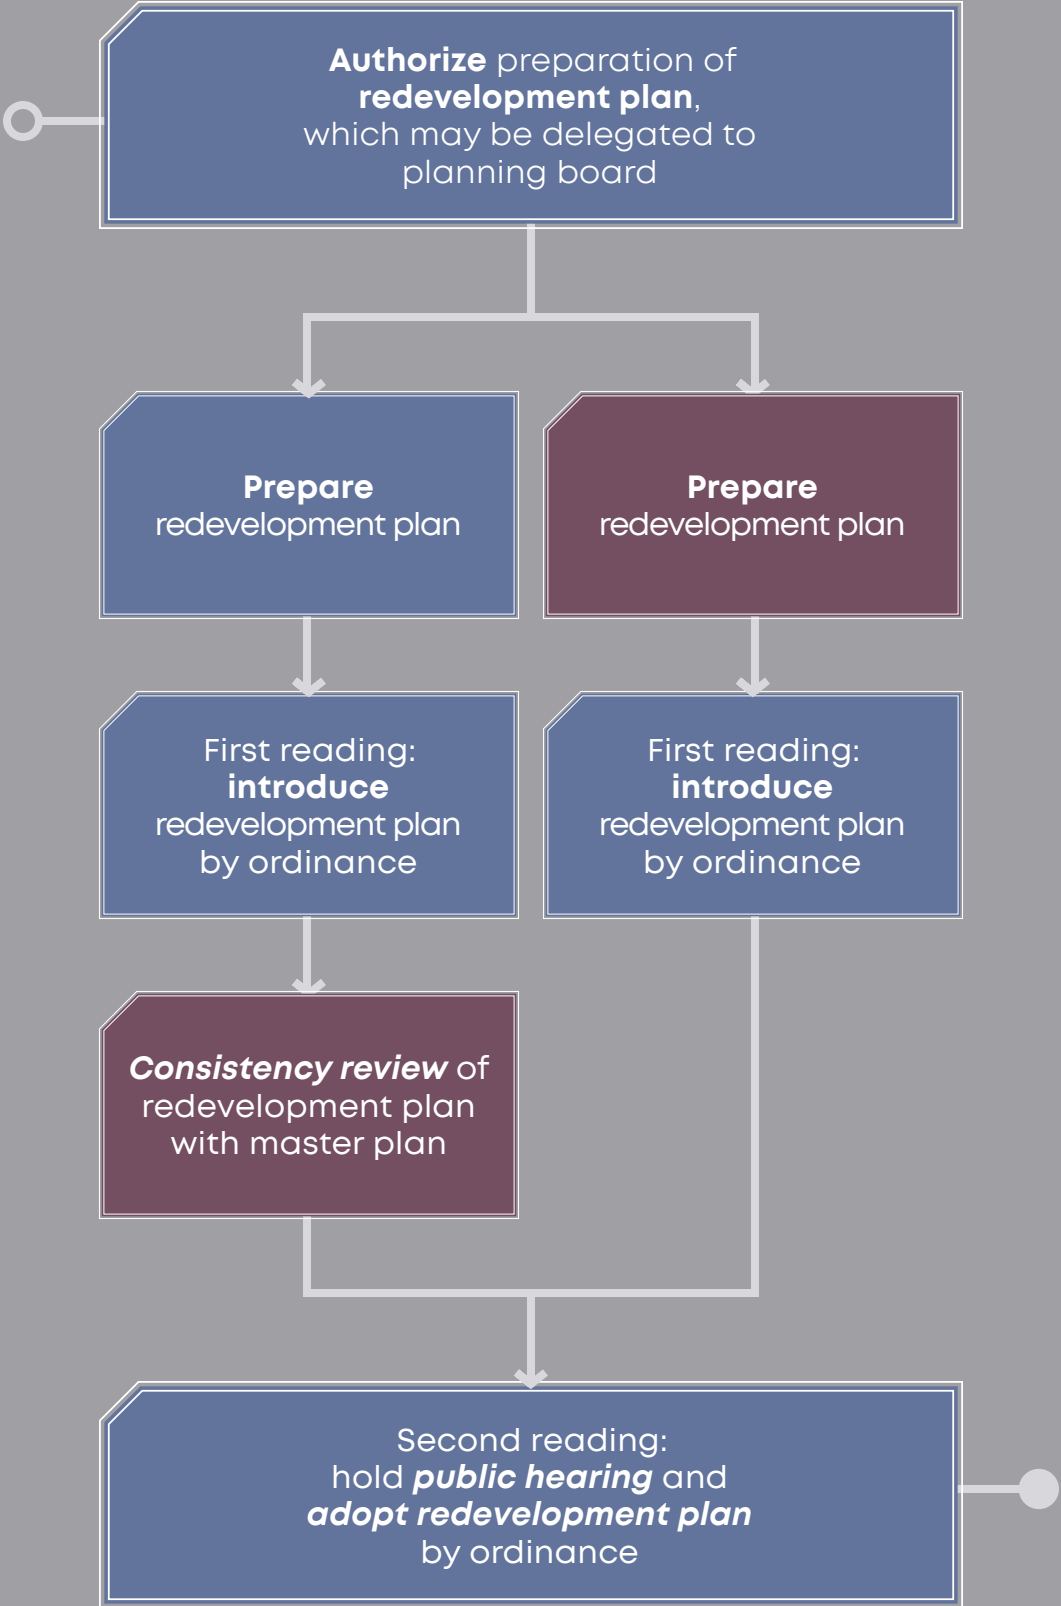 Authorize preparation of
redevelopment plan,
which may be delegated to
planning board
Prepare
redevelopment plan
Prepare
redevelopment plan
First reading:
introduce
redevelopment plan
by ordinance
First reading:
introduce
redevelopment plan
by ordinance
Consistency review of
redevelopment plan
with master plan
Second reading:
hold public hearing and
adopt redevelopment plan
by ordinance